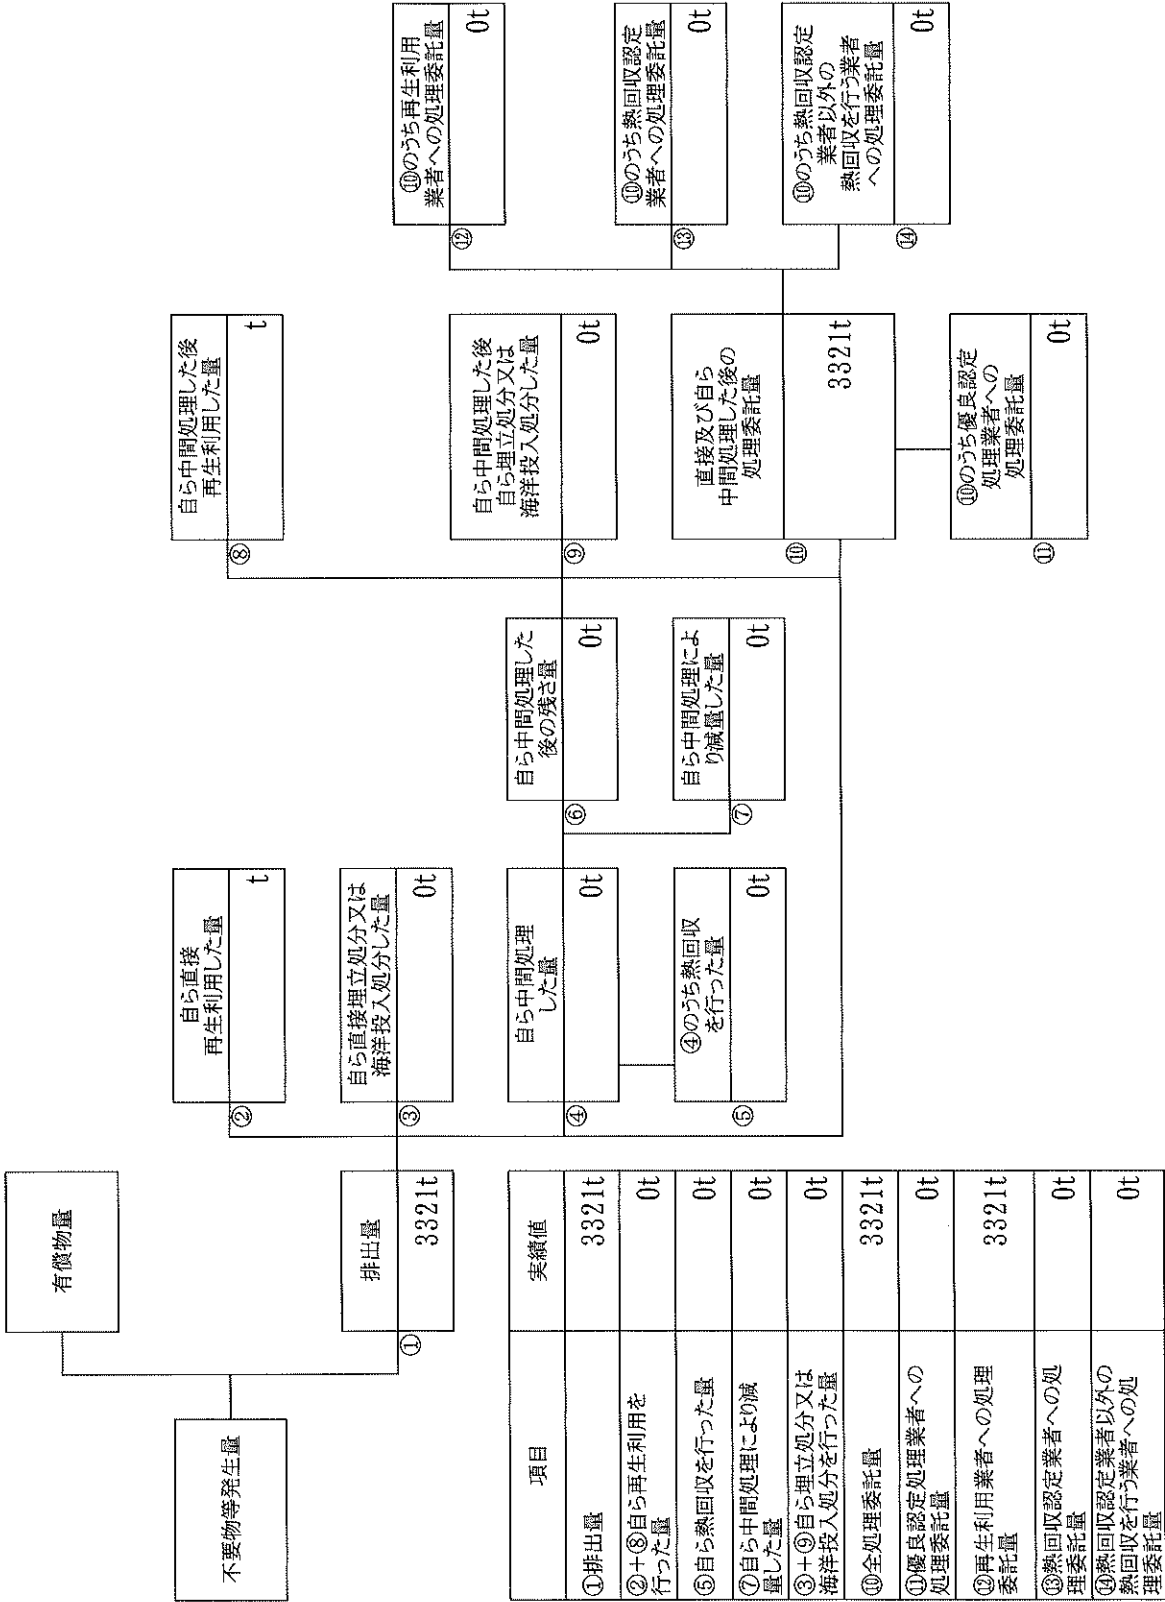 不要物等発生量
有償物量
排出量
①
3321t
自ら直接
再生利用した量
②
t
自ら直接埋立処分又は
海洋投入処分した量
③
0t
自ら中間処理
した量
④
0t
④のうち熱回収
を行った量
⑤
0t
自ら中間処理した
後の残さ量
⑥
0t
自ら中間処理によ
り減量した量
⑦
0t
自ら中間処理した後
再生利用した量
⑧
t
自ら中間処理した後
自ら埋立処分又は
海洋投入処分した量
⑨
0t
直接及び自ら
中間処理した後の
処理委託量
⑩
3321t
⑩のうち優良認定
処理業者への
処理委託量
⑪
0t
⑩のうち再生利用
業者への処理委託量
⑫
0t
⑩のうち熱回収認定
業者への処理委託量
⑬
0t
⑩のうち熱回収認定
業者以外の
熱回収を行う業者
への処理委託量
⑭
0t
項目 実績値
①排出量 3321t
②+⑧自ら再生利用を
行った量 0t
⑤自ら熱回収を行った量 0t
⑦自ら中間処理により減
量した量 0t
③+⑨自ら埋立処分又は
海洋投入処分を行った量 0t
⑩全処理委託量 3321t
⑪優良認定処理業者への
処理委託量 0t
⑫再生利用業者への処理
委託量 3321t
⑬熱回収認定業者への処
理委託量 0t
⑭熱回収認定業者以外の
熱回収を行う業者への処
理委託量 0t